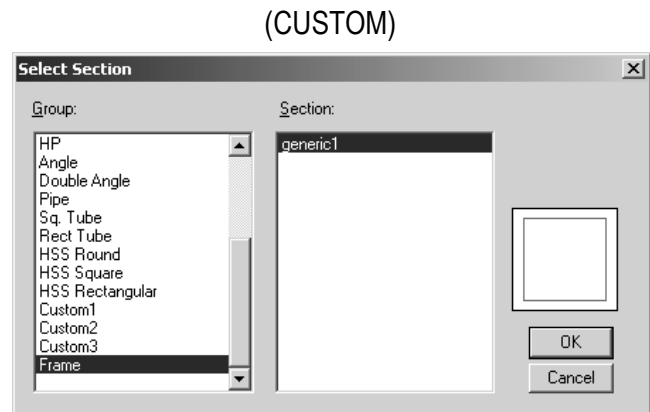 (CUSTOM)
Select Section
Group:
Section:
HP
Angle
Double Angle
Pipe
Sq. Tube
Rect Tube
HSS Round
HSS Square
HSS Rectangular
Custom1
Custom2
Custom3
Frame
generic1
OK
Cancel